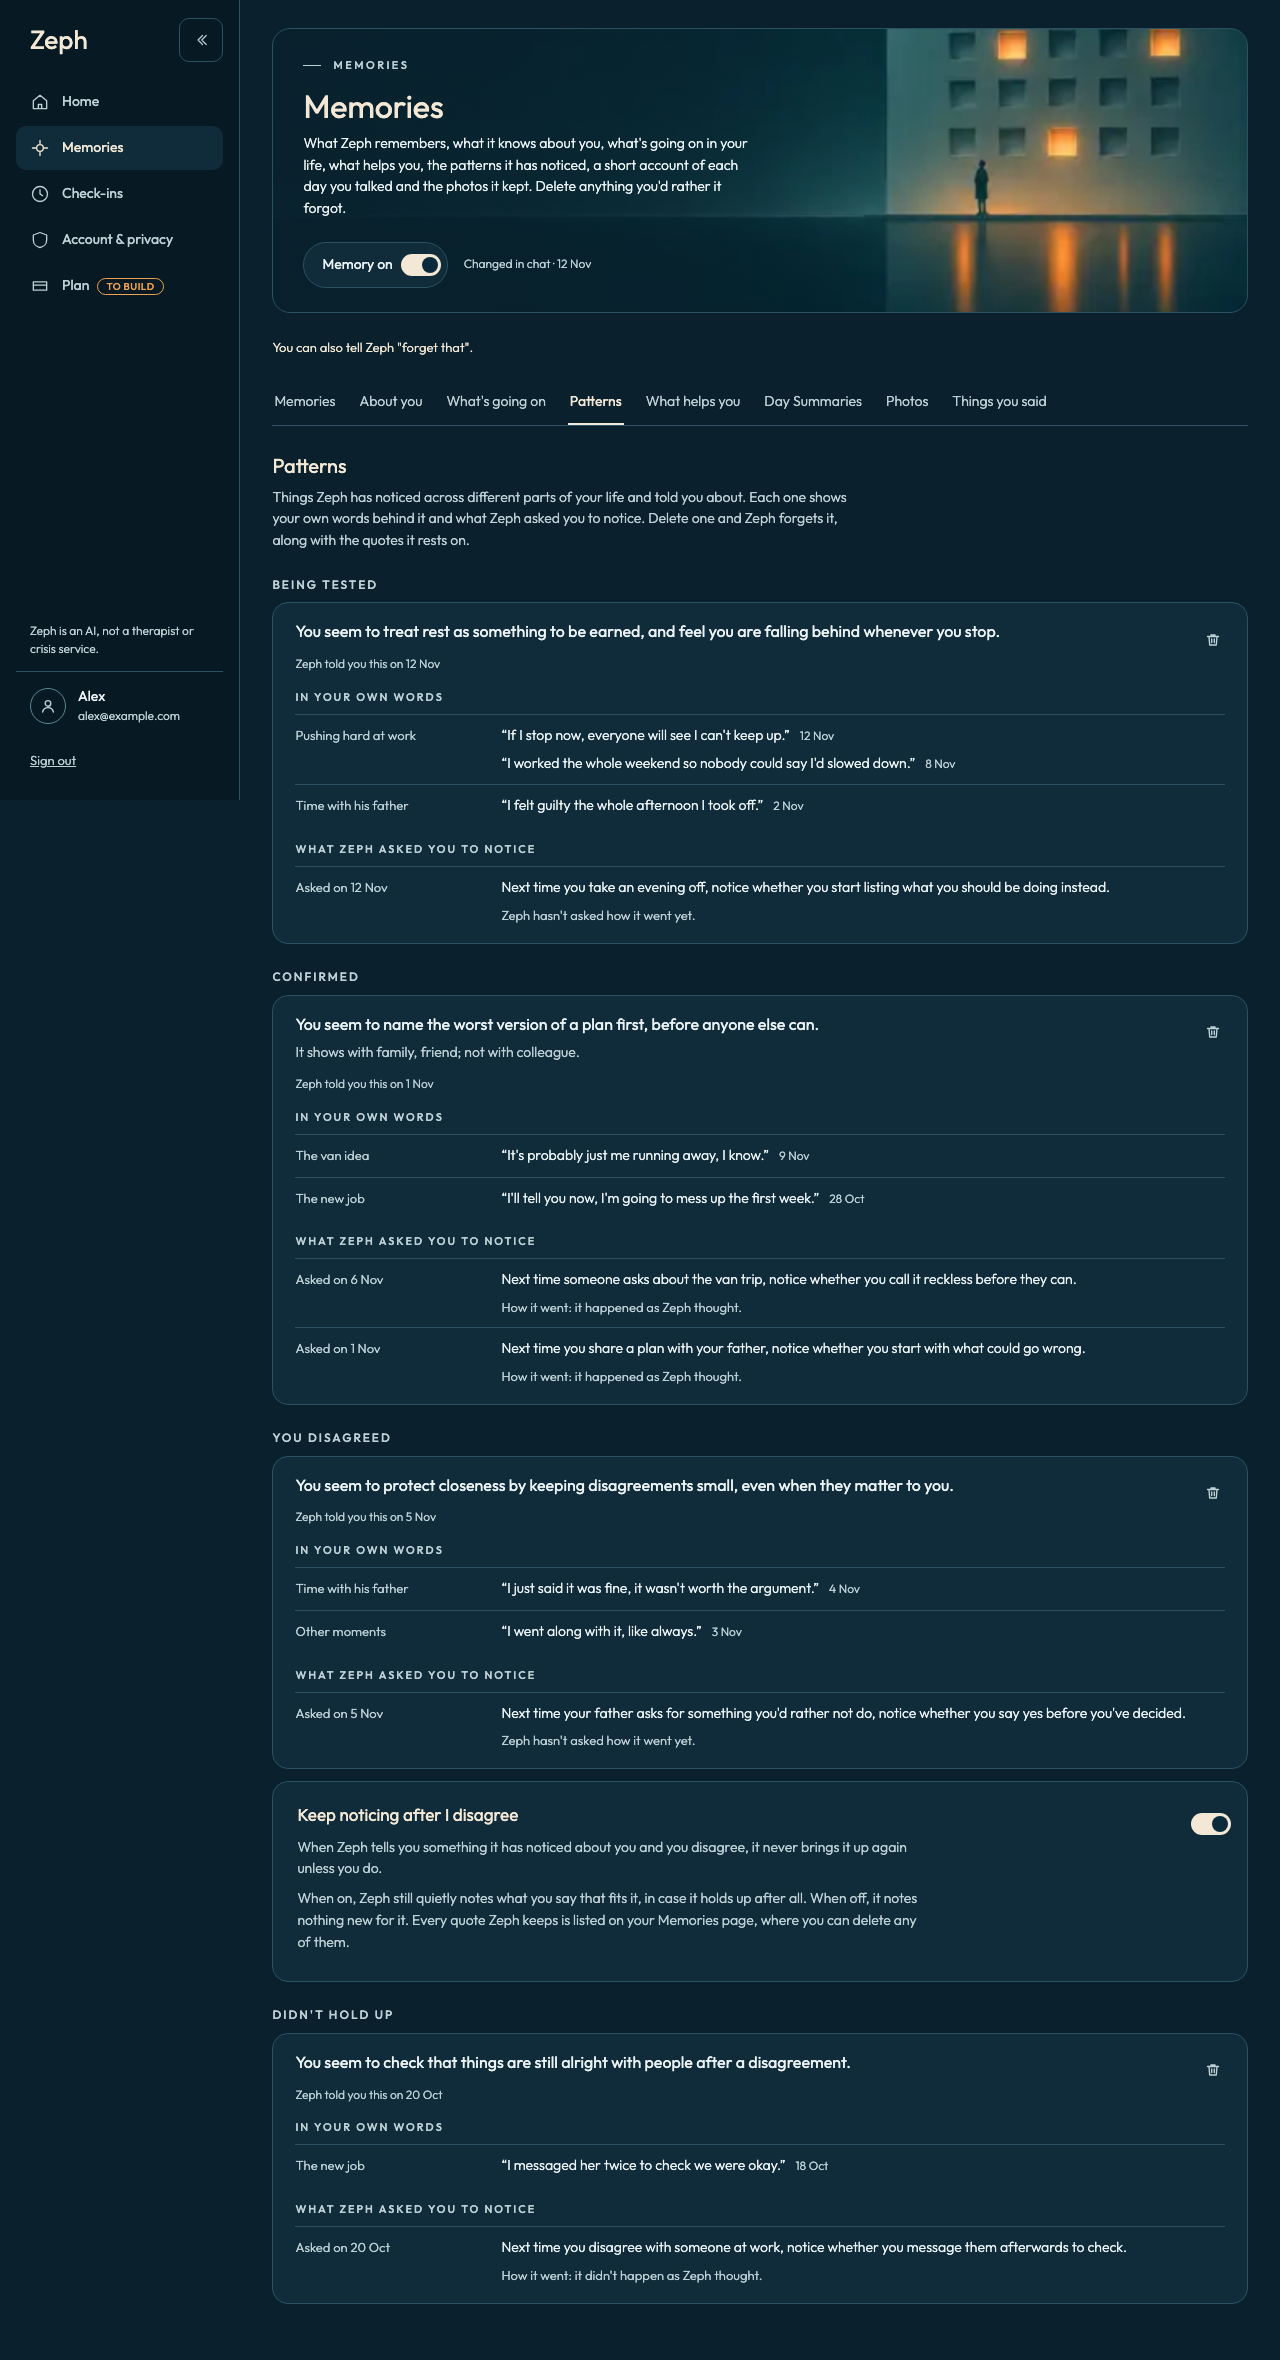 Zeph
Home
Memories
Check-ins
Account & privacy
Plan TO BUILD
Zeph is an AI, not a therapist or
crisis service.
Alex
alex@example.com
Sign out
MEMORIES
Memories
What Zeph remembers, what it knows about you, what's going on in your
life, what helps you, the patterns it has noticed, a short account of each
day you talked and the photos it kept. Delete anything you'd rather it
forgot.
Memory on
Changed in chat · 12 Nov
You can also tell Zeph "forget that".
Memories About you What's going on Patterns What helps you Day Summaries Photos Things you said
Patterns
Things Zeph has noticed across different parts of your life and told you about. Each one shows
your own words behind it and what Zeph asked you to notice. Delete one and Zeph forgets it,
along with the quotes it rests on.
BEING TESTED
You seem to treat rest as something to be earned, and feel you are falling behind whenever you stop.
Zeph told you this on 12 Nov
IN YOUR OWN WORDS
Pushing hard at work “If I stop now, everyone will see I can't keep up.” 12 Nov
“I worked the whole weekend so nobody could say I'd slowed down.” 8 Nov
Time with his father “I felt guilty the whole afternoon I took off.” 2 Nov
WHAT ZEPH ASKED YOU TO NOTICE
Asked on 12 Nov Next time you take an evening off, notice whether you start listing what you should be doing instead.
Zeph hasn't asked how it went yet.
CONFIRMED
You seem to name the worst version of a plan first, before anyone else can.
It shows with family, friend; not with colleague.
Zeph told you this on 1 Nov
IN YOUR OWN WORDS
The van idea “It's probably just me running away, I know.” 9 Nov
The new job “I'll tell you now, I'm going to mess up the first week.” 28 Oct
WHAT ZEPH ASKED YOU TO NOTICE
Asked on 6 Nov Next time someone asks about the van trip, notice whether you call it reckless before they can.
How it went: it happened as Zeph thought.
Asked on 1 Nov Next time you share a plan with your father, notice whether you start with what could go wrong.
How it went: it happened as Zeph thought.
YOU DISAGREED
You seem to protect closeness by keeping disagreements small, even when they matter to you.
Zeph told you this on 5 Nov
IN YOUR OWN WORDS
Time with his father “I just said it was fine, it wasn't worth the argument.” 4 Nov
Other moments “I went along with it, like always.” 3 Nov
WHAT ZEPH ASKED YOU TO NOTICE
Asked on 5 Nov Next time your father asks for something you'd rather not do, notice whether you say yes before you've decided.
Zeph hasn't asked how it went yet.
Keep noticing after I disagree
When Zeph tells you something it has noticed about you and you disagree, it never brings it up again
unless you do.
When on, Zeph still quietly notes what you say that fits it, in case it holds up after all. When off, it notes
nothing new for it. Every quote Zeph keeps is listed on your Memories page, where you can delete any
of them.
DIDN'T HOLD UP
You seem to check that things are still alright with people after a disagreement.
Zeph told you this on 20 Oct
IN YOUR OWN WORDS
The new job “I messaged her twice to check we were okay.” 18 Oct
WHAT ZEPH ASKED YOU TO NOTICE
Asked on 20 Oct Next time you disagree with someone at work, notice whether you message them afterwards to check.
How it went: it didn't happen as Zeph thought.